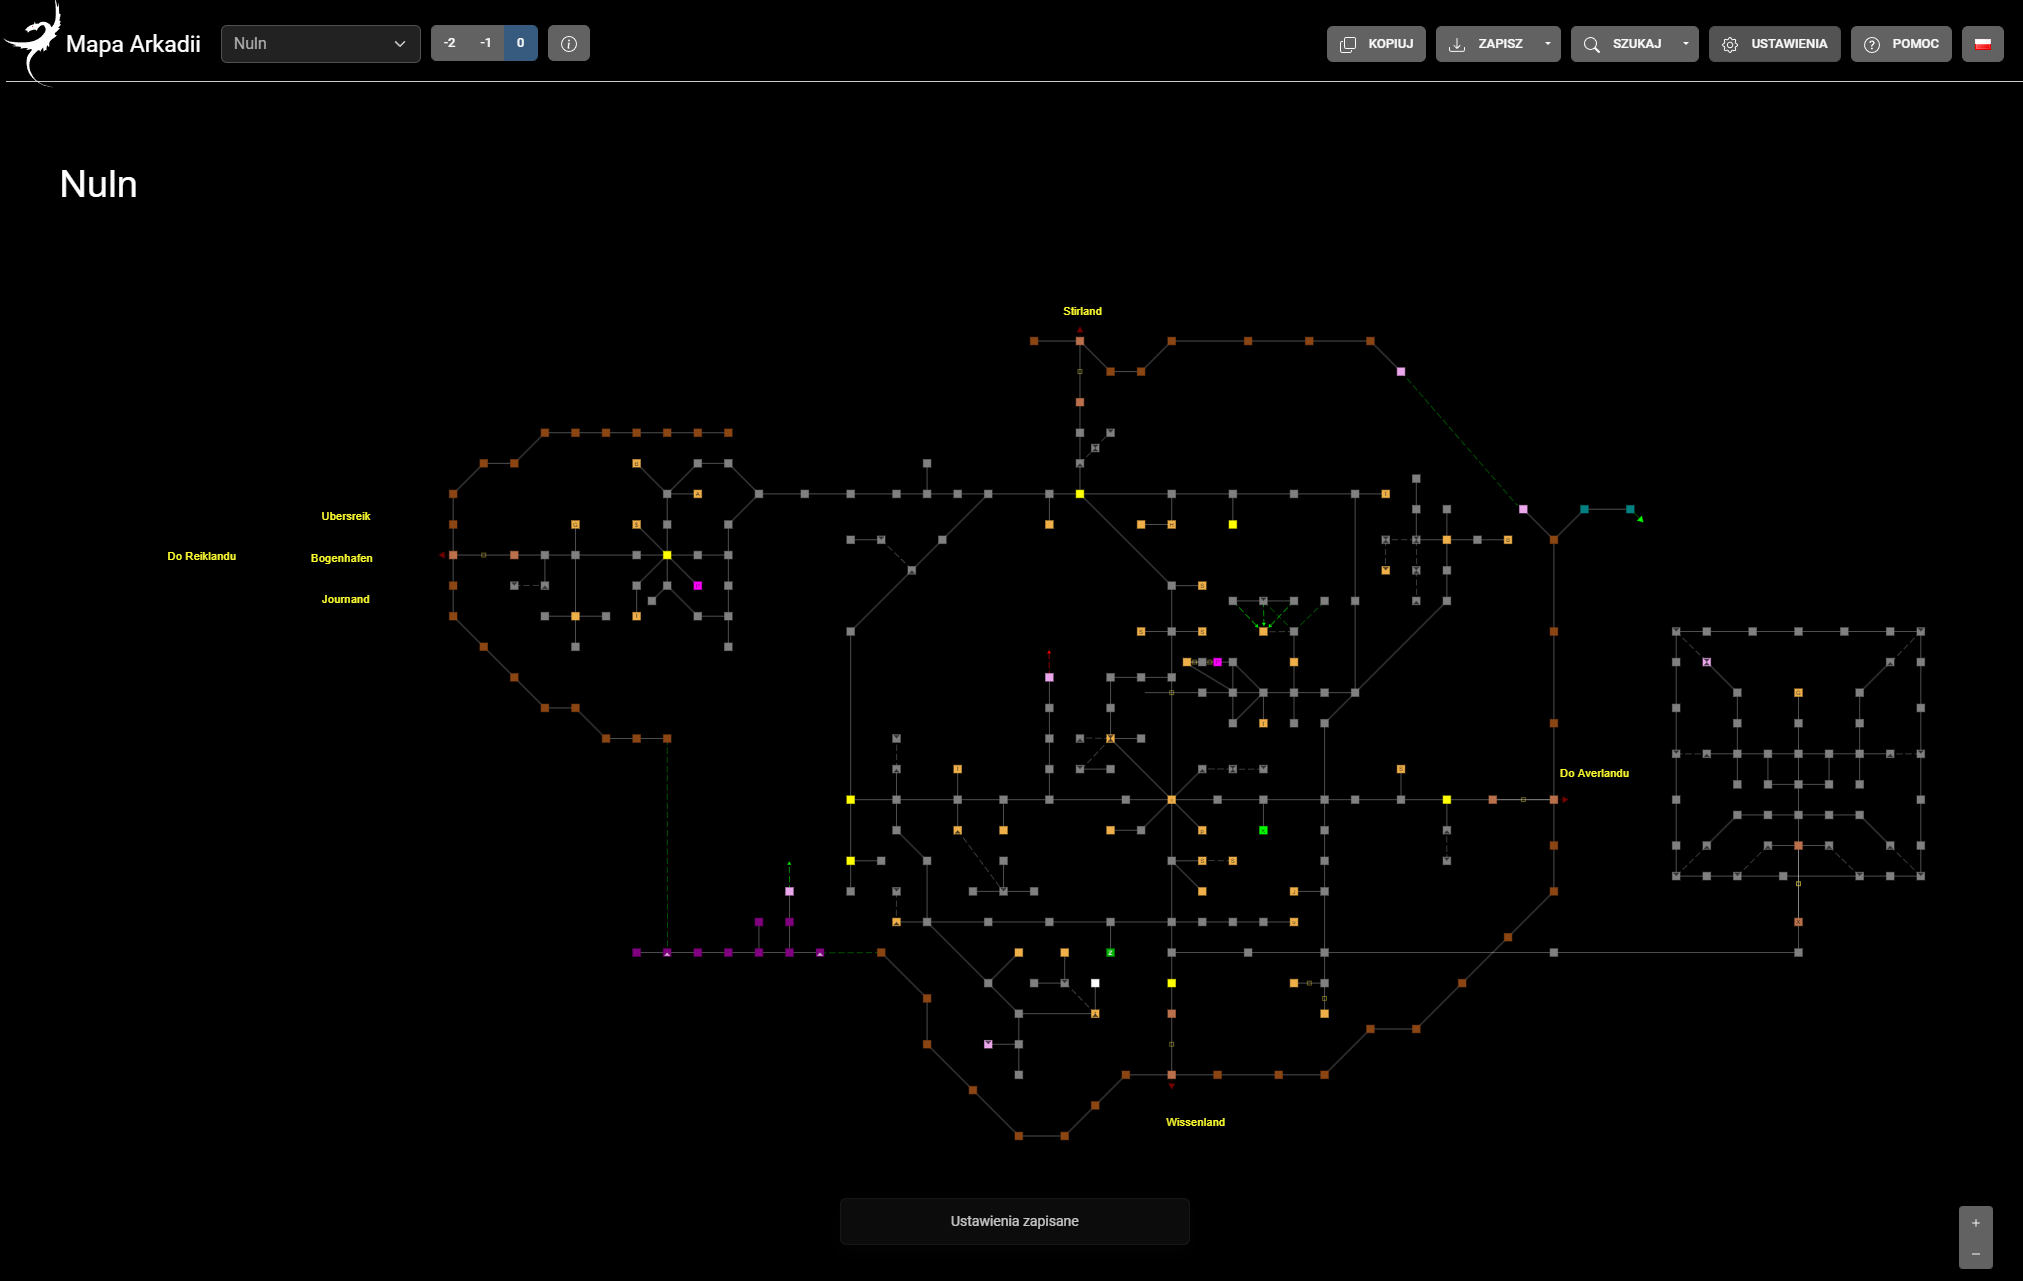 Mapa Arkadii
Nuln
-2 -1 0
KOPIUJ
ZAPISZ
SZUKAJ
USTAWIENIA
POMOC
Nuln
Stirland
Ubersreik
Do Reiklandu
Bogenhafen
Journand
Do Averlandu
Wissenland
Ustawienia zapisane
+
−